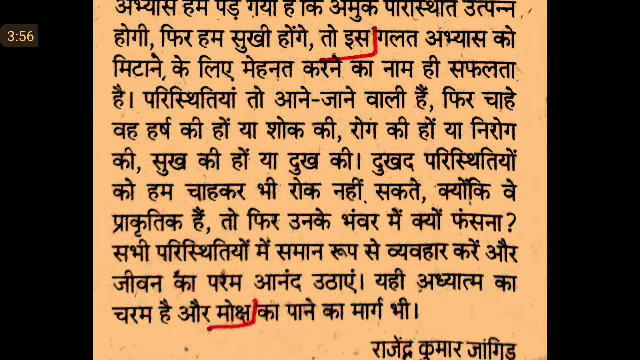 3:56
अभ्यास हमें पड़ गया है कि अमुक परिस्थिति उत्पन्न
होगी, फिर हम सुखी होंगे, तो इस गलत अभ्यास को
मिटाने के लिए मेहनत करने का नाम ही सफलता
है। परिस्थितियां तो आने-जाने वाली हैं, फिर चाहे
वह हर्ष की हों या शोक की, रोग की हों या निरोग
की, सुख की हों या दुख की। दुखद परिस्थितियों
को हम चाहकर भी रोक नहीं सकते, क्योंकि वे
प्राकृतिक हैं, तो फिर उनके भंवर में क्यों फंसना?
सभी परिस्थितियों में समान रूप से व्यवहार करें और
जीवन का परम आनंद उठाएं। यही अध्यात्म का
चरम है और मोक्ष का पाने का मार्ग भी।
राजेंद्र कुमार जांगिड़